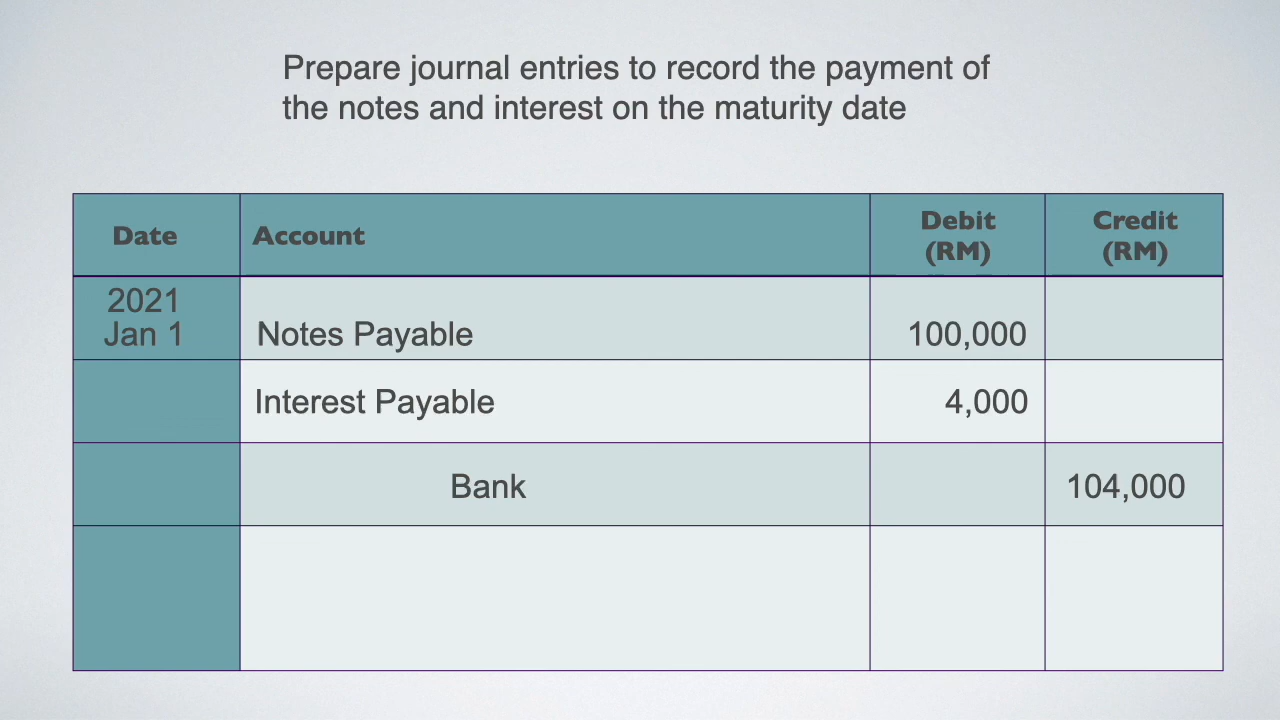 Prepare journal entries to record the payment of
the notes and interest on the maturity date
Date Account Debit (RM) Credit (RM)
2021
Jan 1 Notes Payable 100,000
Interest Payable 4,000
Bank 104,000